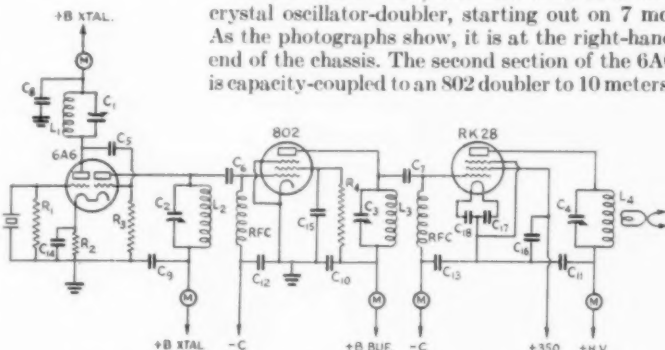 crystal oscillator-doubler, starting out on 7 mc
As the photographs show, it is at the right-hand
end of the chassis. The second section of the 6A6
is capacity-coupled to an 802 doubler to 10 meters
+B XTAL.
M
C8
C1
L1
6A6
C5
802
RK28
C6
C7
R1
R3
C2
L2
RFC
C15
R4
C3
L3
RFC
C18
C17
C4
L4
C14
R2
C9
C12
C10
C13
C16
C11
M
M
M
+B XTAL
-C
+B BUF.
-C
+350
+H.V.